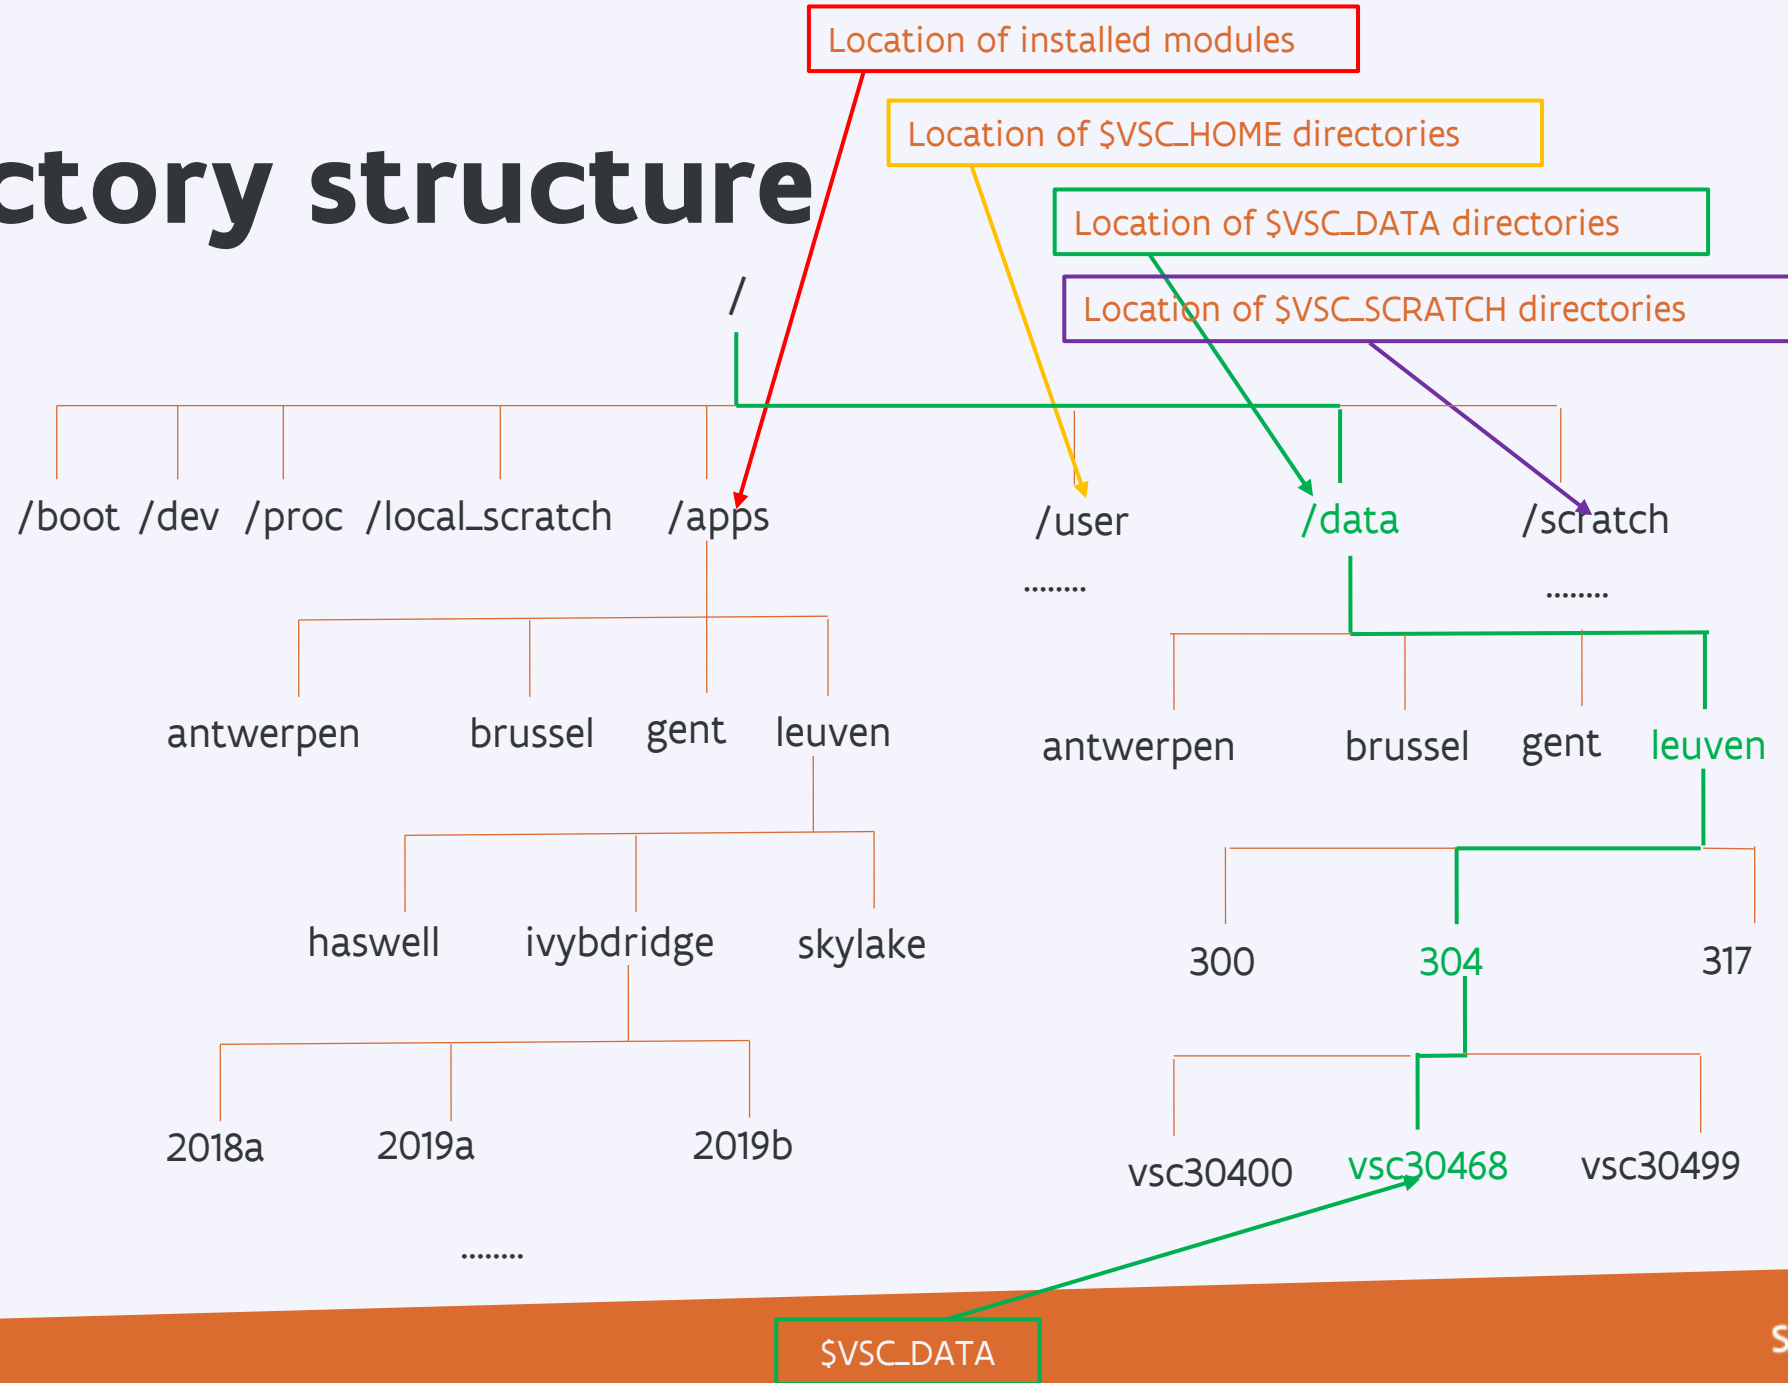 Location of installed modules
Location of $VSC_HOME directories
ctory structure
Location of $VSC_DATA directories
/
Location of $VSC_SCRATCH directories
/boot /dev /proc /local_scratch /apps /user /data /scratch
........ ........
antwerpen brussel gent leuven antwerpen brussel gent leuven
haswell ivybdridge skylake 300 304 317
2018a 2019a 2019b vsc30400 vsc30468 vsc30499
........
$VSC_DATA
S